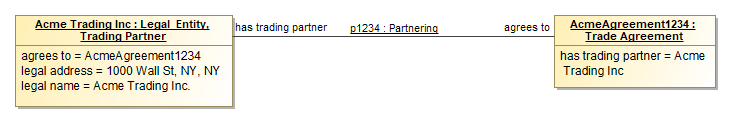 Acme Trading Inc : Legal Entity,
Trading Partner
agrees to = AcmeAgreement1234
legal address = 1000 Wall St, NY, NY
legal name = Acme Trading Inc.
has trading partner
p1234 : Partnering
agrees to
AcmeAgreement1234 :
Trade Agreement
has trading partner = Acme
Trading Inc